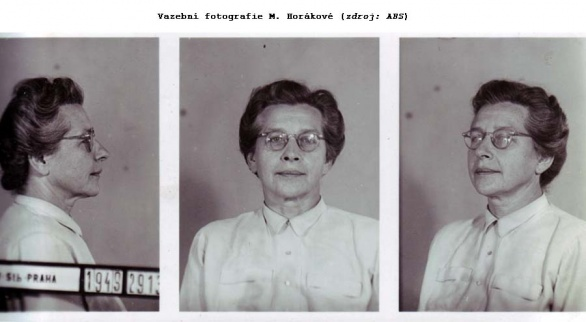 Vazební fotografie M. Horákové (zdroj: ABS)
StB-PRAHA 1949 2913